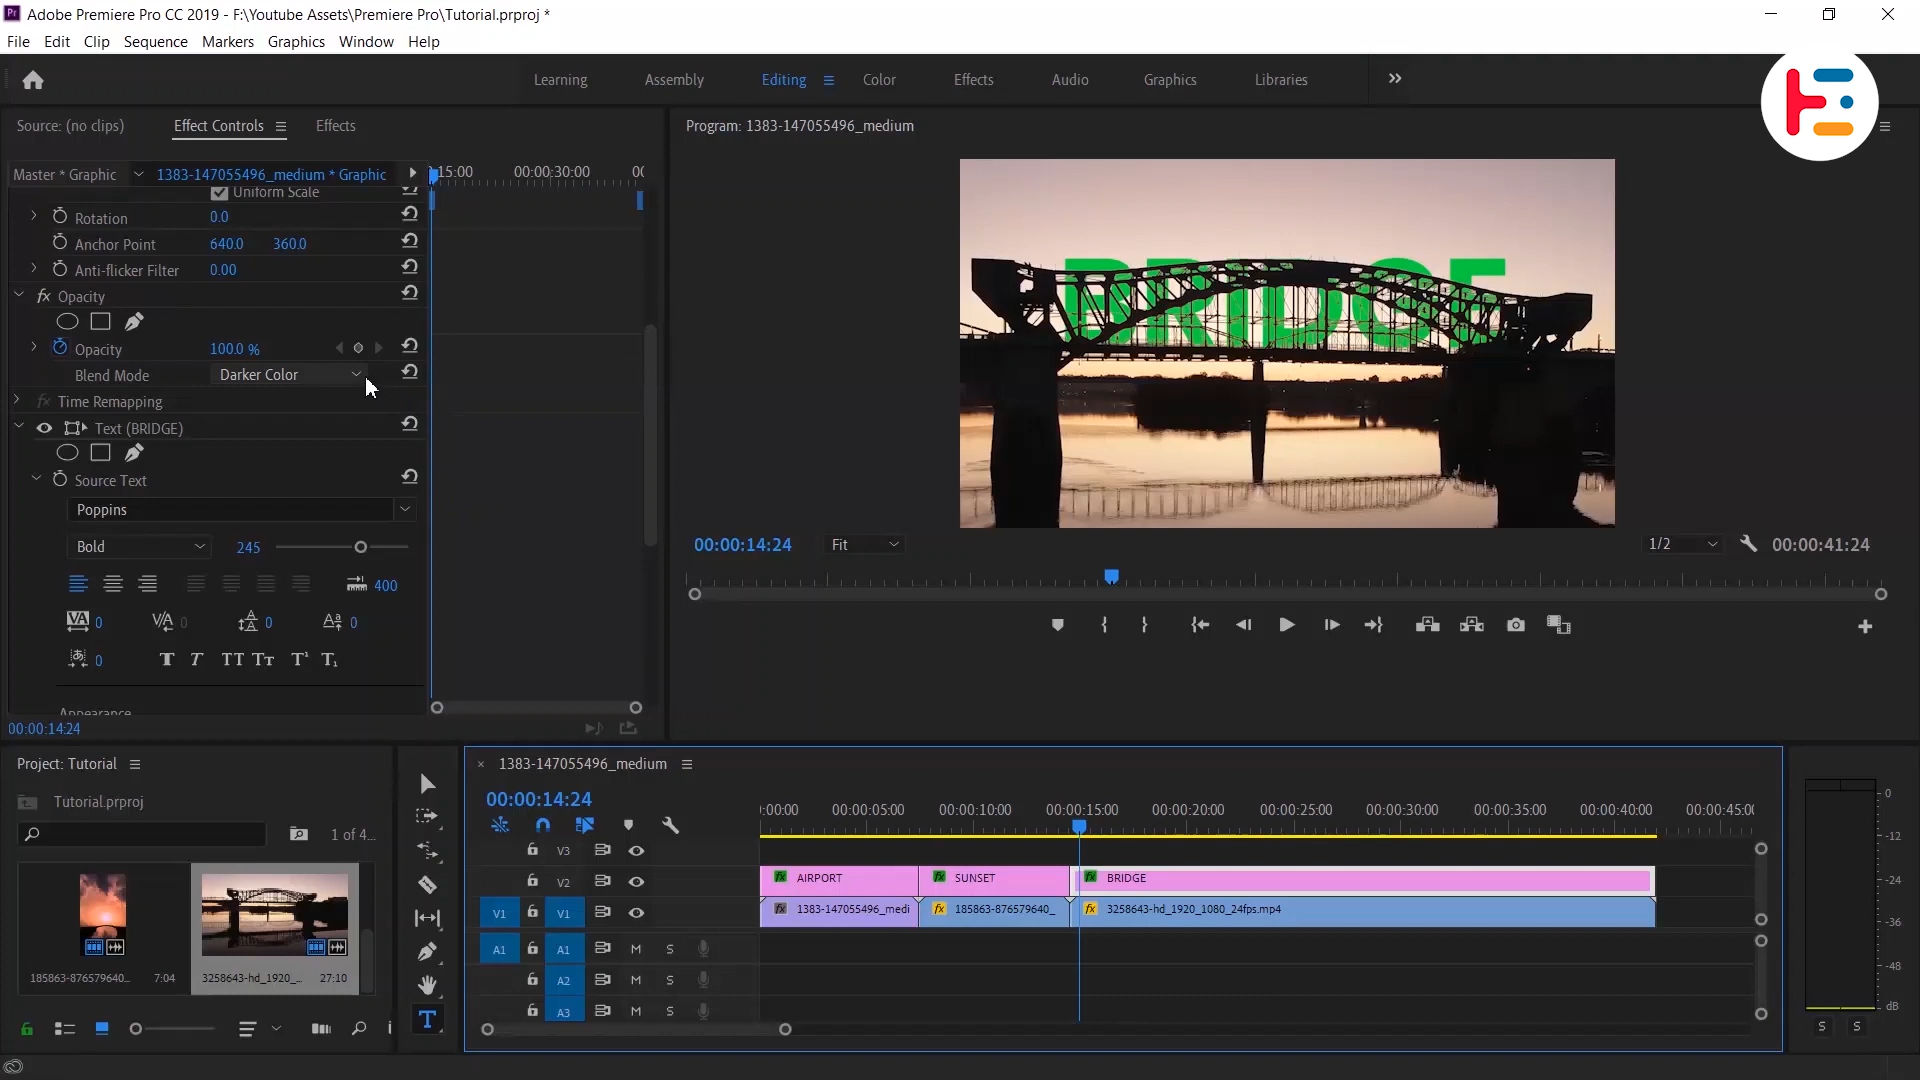 Adobe Premiere Pro CC 2019 - F:\Youtube Assets\Premiere Pro\Tutorial.prproj *
File Edit Clip Sequence Markers Graphics Window Help
Learning Assembly Editing Color Effects Audio Graphics Libraries
Source: (no clips) Effect Controls Effects
Program: 1383-147055496_medium
Master * Graphic 1383-147055496_medium * Graphic
:15:00 00:00:30:00 00
Uniform Scale
Rotation 0.0
Anchor Point 640.0 360.0
Anti-flicker Filter 0.00
fx Opacity
Opacity 100.0 %
Blend Mode Darker Color
fx Time Remapping
Text (BRIDGE)
Source Text
Poppins
Bold 245
400
0 0 0 0
0
Appearance
00:00:14:24
BRIDGE
00:00:14:24 Fit 1/2 00:00:41:24
Project: Tutorial
Tutorial.prproj
1 of 4...
185863-876579640... 7:04
3258643-hd_1920_... 27:10
× 1383-147055496_medium
00:00:14:24
:00:00 00:00:05:00 00:00:10:00 00:00:15:00 00:00:20:00 00:00:25:00 00:00:30:00 00:00:35:00 00:00:40:00 00:00:45:00
V3
V2
fx AIRPORT fx SUNSET fx BRIDGE
V1 V1
fx 1383-147055496_medi fx 185863-876579640_ fx 3258643-hd_1920_1080_24fps.mp4
A1 A1 M S
A2 M S
A3 M S
0
-12
-24
-36
-48
dB
S S